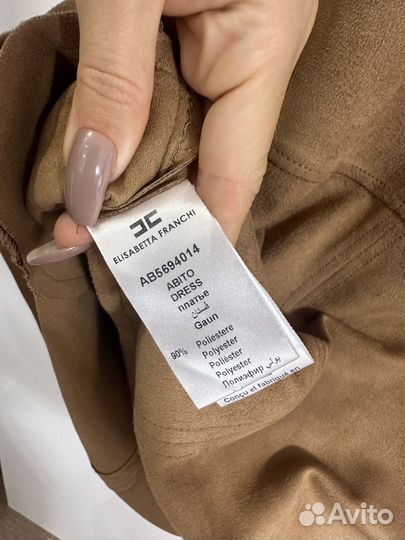 ELISABETTA FRANCHI
AB5694014
ABITO
DRESS
платье
فستان
Gaun
90% Poliestere
Polyester
Poliéster
Polyester
Полиэфир بوليستر
Conçu et fabriqué en
Avito